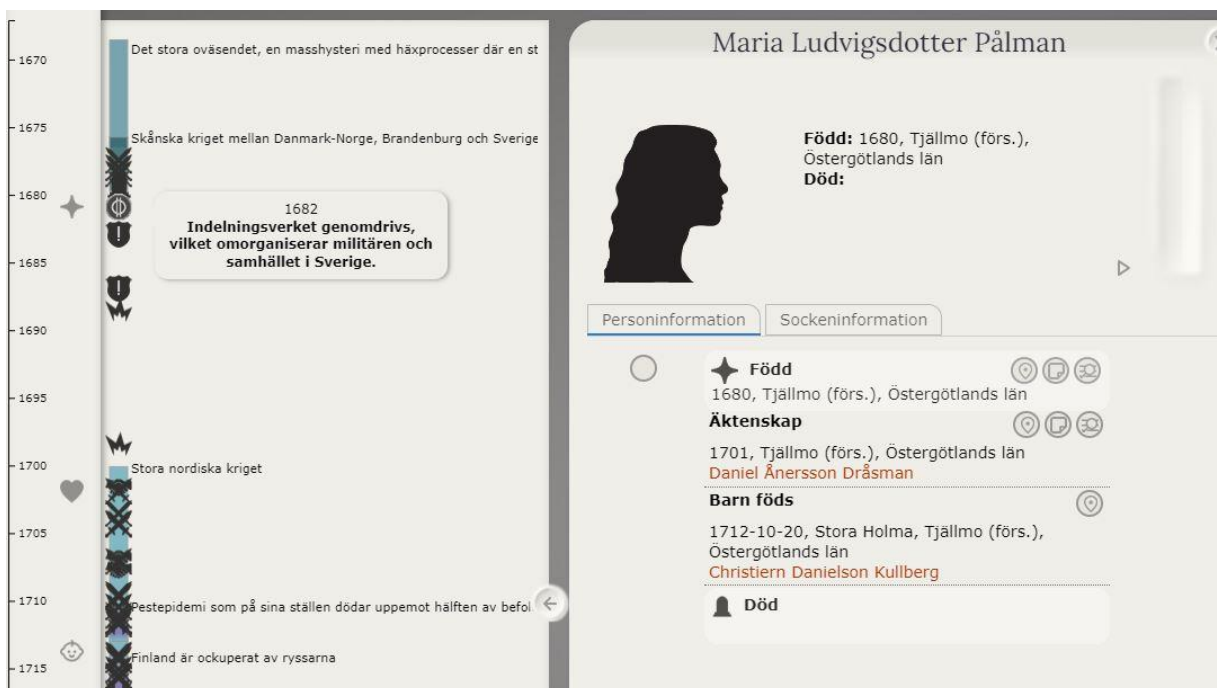 1670
1675
1680
1685
1690
1695
1700
1705
1710
1715
Det stora oväsendet, en masshysteri med häxprocesser där en st
Skånska kriget mellan Danmark-Norge, Brandenburg och Sverige
1682
Indelningsverket genomdrivs,
vilket omorganiserar militären och
samhället i Sverige.
Stora nordiska kriget
Pestepidemi som på sina ställen dödar uppemot hälften av befol
Finland är ockuperat av ryssarna
Maria Ludvigsdotter Pålman
Född: 1680, Tjällmo (förs.),
Östergötlands län
Död:
Personinformation
Sockeninformation
Född
1680, Tjällmo (förs.), Östergötlands län
Äktenskap
1701, Tjällmo (förs.), Östergötlands län
Daniel Ånersson Dråsman
Barn föds
1712-10-20, Stora Holma, Tjällmo (förs.),
Östergötlands län
Christiern Danielson Kullberg
Död